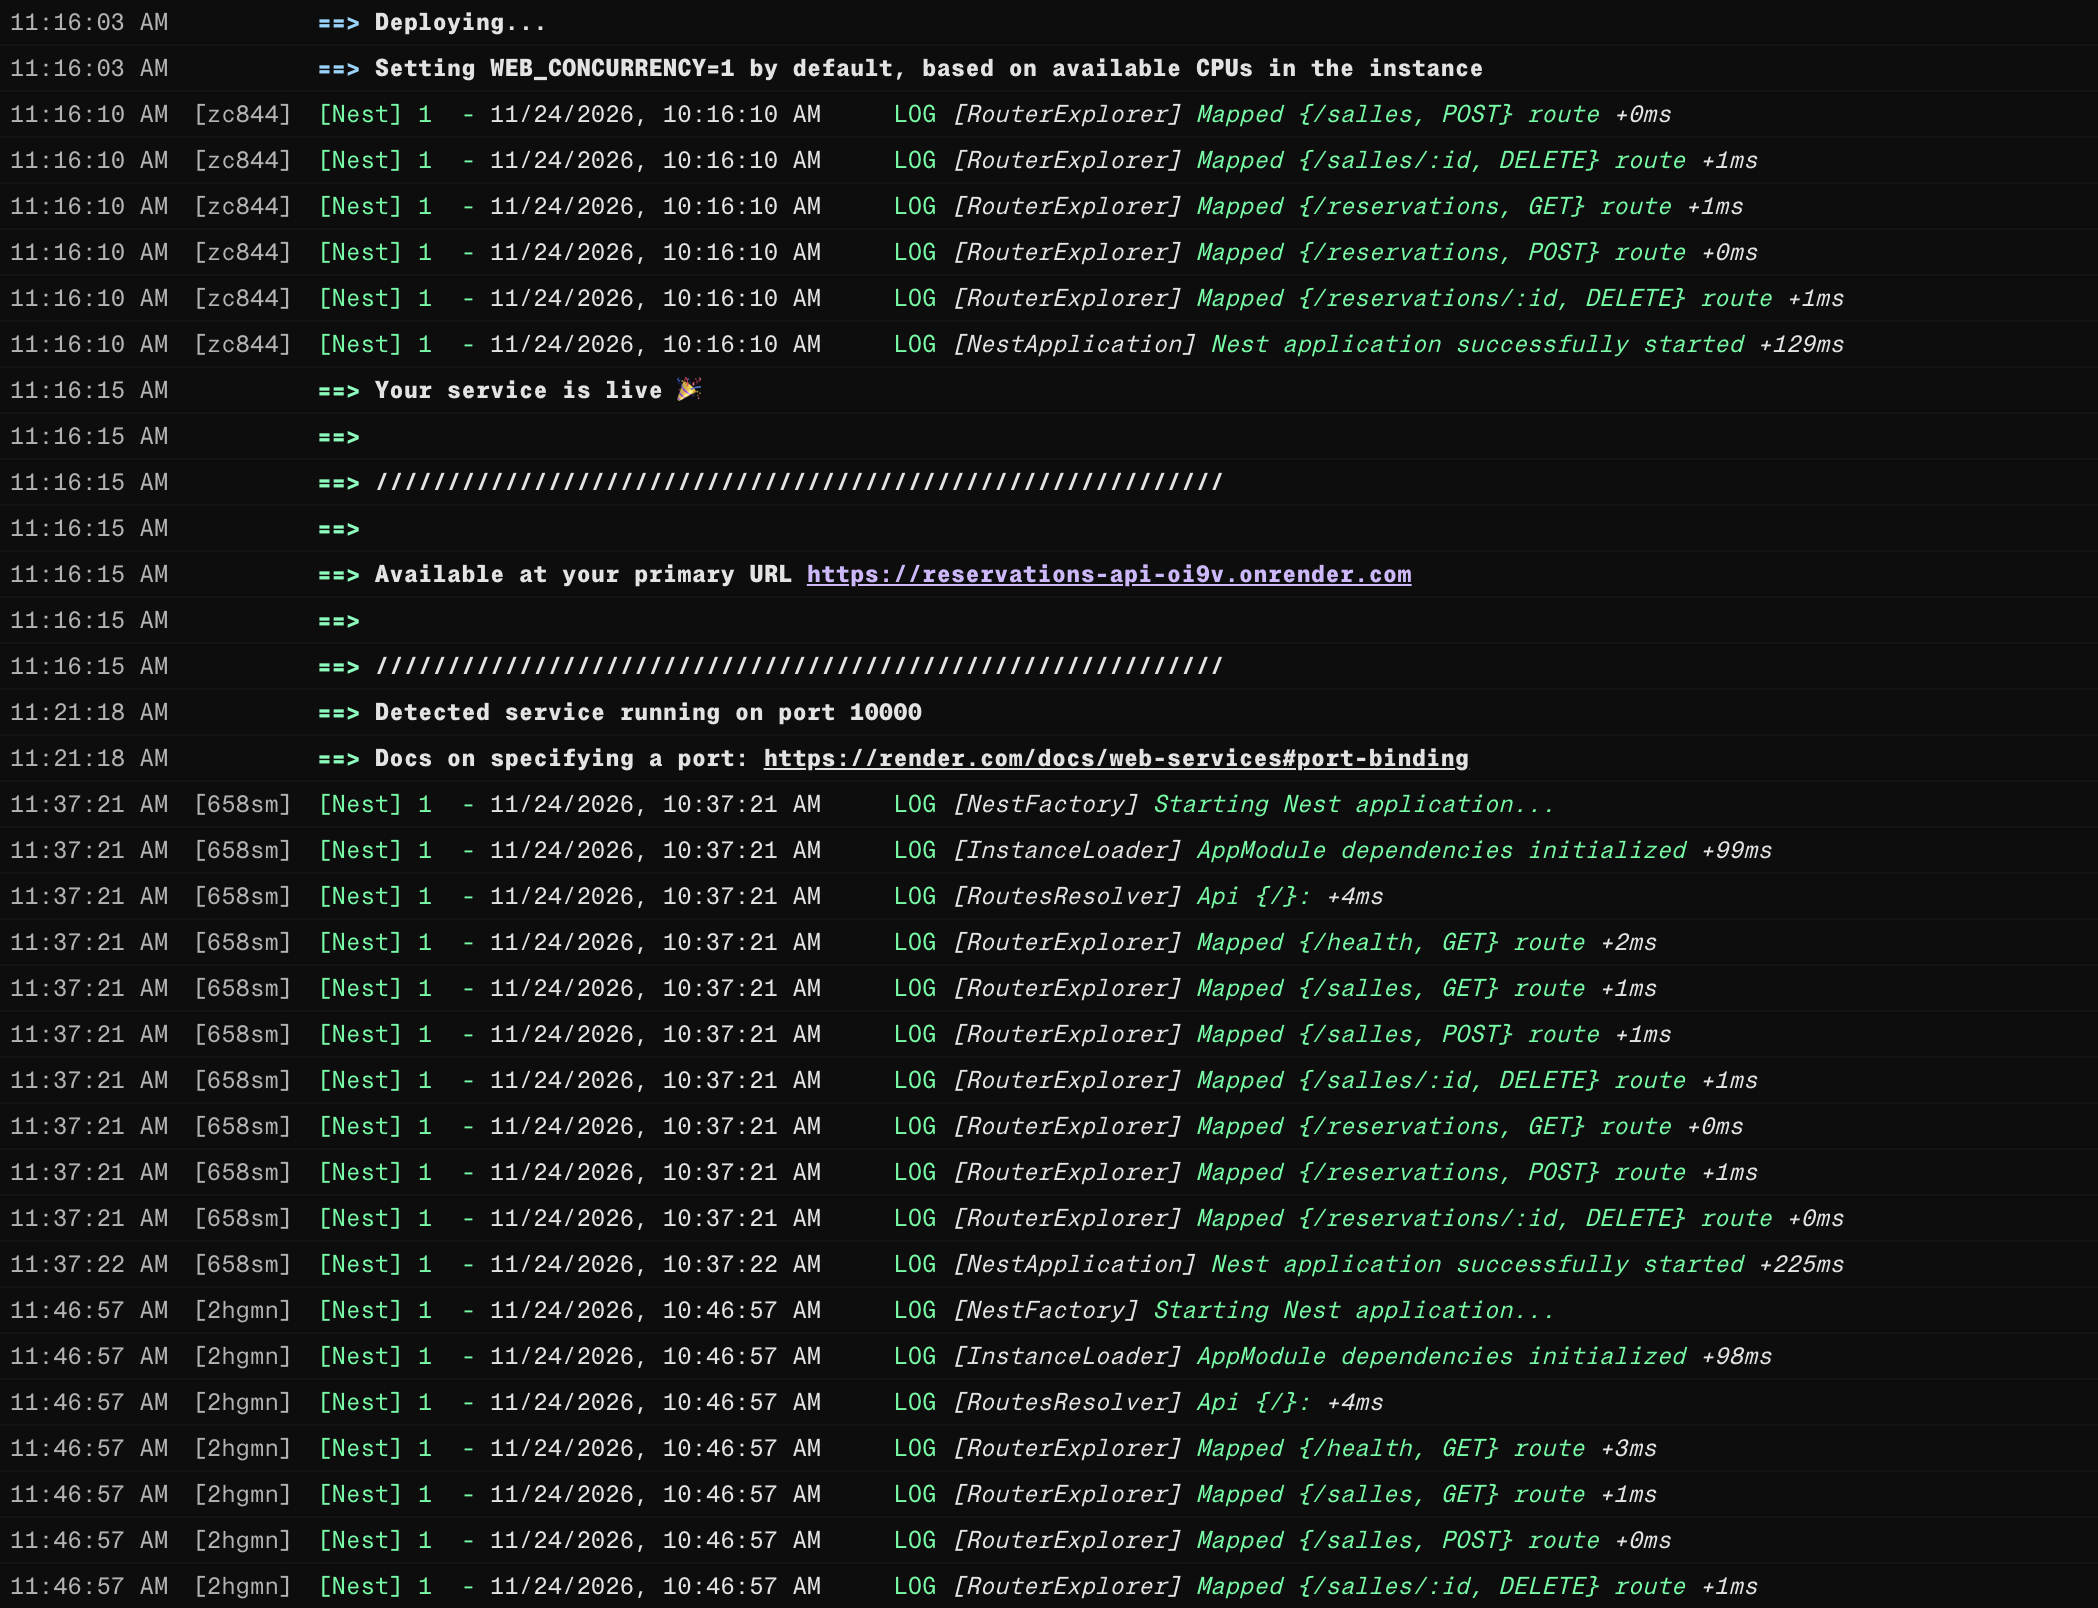 11:16:03 AM ==> Deploying...
11:16:03 AM ==> Setting WEB_CONCURRENCY=1 by default, based on available CPUs in the instance
11:16:10 AM [zc844] [Nest] 1 - 11/24/2026, 10:16:10 AM LOG [RouterExplorer] Mapped {/salles, POST} route +0ms
11:16:10 AM [zc844] [Nest] 1 - 11/24/2026, 10:16:10 AM LOG [RouterExplorer] Mapped {/salles/:id, DELETE} route +1ms
11:16:10 AM [zc844] [Nest] 1 - 11/24/2026, 10:16:10 AM LOG [RouterExplorer] Mapped {/reservations, GET} route +1ms
11:16:10 AM [zc844] [Nest] 1 - 11/24/2026, 10:16:10 AM LOG [RouterExplorer] Mapped {/reservations, POST} route +0ms
11:16:10 AM [zc844] [Nest] 1 - 11/24/2026, 10:16:10 AM LOG [RouterExplorer] Mapped {/reservations/:id, DELETE} route +1ms
11:16:10 AM [zc844] [Nest] 1 - 11/24/2026, 10:16:10 AM LOG [NestApplication] Nest application successfully started +129ms
11:16:15 AM ==> Your service is live 🎉
11:16:15 AM ==>
11:16:15 AM ==> ///////////////////////////////////////////////////////////
11:16:15 AM ==>
11:16:15 AM ==> Available at your primary URL https://reservations-api-oi9v.onrender.com
11:16:15 AM ==>
11:16:15 AM ==> ///////////////////////////////////////////////////////////
11:21:18 AM ==> Detected service running on port 10000
11:21:18 AM ==> Docs on specifying a port: https://render.com/docs/web-services#port-binding
11:37:21 AM [658sm] [Nest] 1 - 11/24/2026, 10:37:21 AM LOG [NestFactory] Starting Nest application...
11:37:21 AM [658sm] [Nest] 1 - 11/24/2026, 10:37:21 AM LOG [InstanceLoader] AppModule dependencies initialized +99ms
11:37:21 AM [658sm] [Nest] 1 - 11/24/2026, 10:37:21 AM LOG [RoutesResolver] Api {/}: +4ms
11:37:21 AM [658sm] [Nest] 1 - 11/24/2026, 10:37:21 AM LOG [RouterExplorer] Mapped {/health, GET} route +2ms
11:37:21 AM [658sm] [Nest] 1 - 11/24/2026, 10:37:21 AM LOG [RouterExplorer] Mapped {/salles, GET} route +1ms
11:37:21 AM [658sm] [Nest] 1 - 11/24/2026, 10:37:21 AM LOG [RouterExplorer] Mapped {/salles, POST} route +1ms
11:37:21 AM [658sm] [Nest] 1 - 11/24/2026, 10:37:21 AM LOG [RouterExplorer] Mapped {/salles/:id, DELETE} route +1ms
11:37:21 AM [658sm] [Nest] 1 - 11/24/2026, 10:37:21 AM LOG [RouterExplorer] Mapped {/reservations, GET} route +0ms
11:37:21 AM [658sm] [Nest] 1 - 11/24/2026, 10:37:21 AM LOG [RouterExplorer] Mapped {/reservations, POST} route +1ms
11:37:21 AM [658sm] [Nest] 1 - 11/24/2026, 10:37:21 AM LOG [RouterExplorer] Mapped {/reservations/:id, DELETE} route +0ms
11:37:22 AM [658sm] [Nest] 1 - 11/24/2026, 10:37:22 AM LOG [NestApplication] Nest application successfully started +225ms
11:46:57 AM [2hgmn] [Nest] 1 - 11/24/2026, 10:46:57 AM LOG [NestFactory] Starting Nest application...
11:46:57 AM [2hgmn] [Nest] 1 - 11/24/2026, 10:46:57 AM LOG [InstanceLoader] AppModule dependencies initialized +98ms
11:46:57 AM [2hgmn] [Nest] 1 - 11/24/2026, 10:46:57 AM LOG [RoutesResolver] Api {/}: +4ms
11:46:57 AM [2hgmn] [Nest] 1 - 11/24/2026, 10:46:57 AM LOG [RouterExplorer] Mapped {/health, GET} route +3ms
11:46:57 AM [2hgmn] [Nest] 1 - 11/24/2026, 10:46:57 AM LOG [RouterExplorer] Mapped {/salles, GET} route +1ms
11:46:57 AM [2hgmn] [Nest] 1 - 11/24/2026, 10:46:57 AM LOG [RouterExplorer] Mapped {/salles, POST} route +0ms
11:46:57 AM [2hgmn] [Nest] 1 - 11/24/2026, 10:46:57 AM LOG [RouterExplorer] Mapped {/salles/:id, DELETE} route +1ms